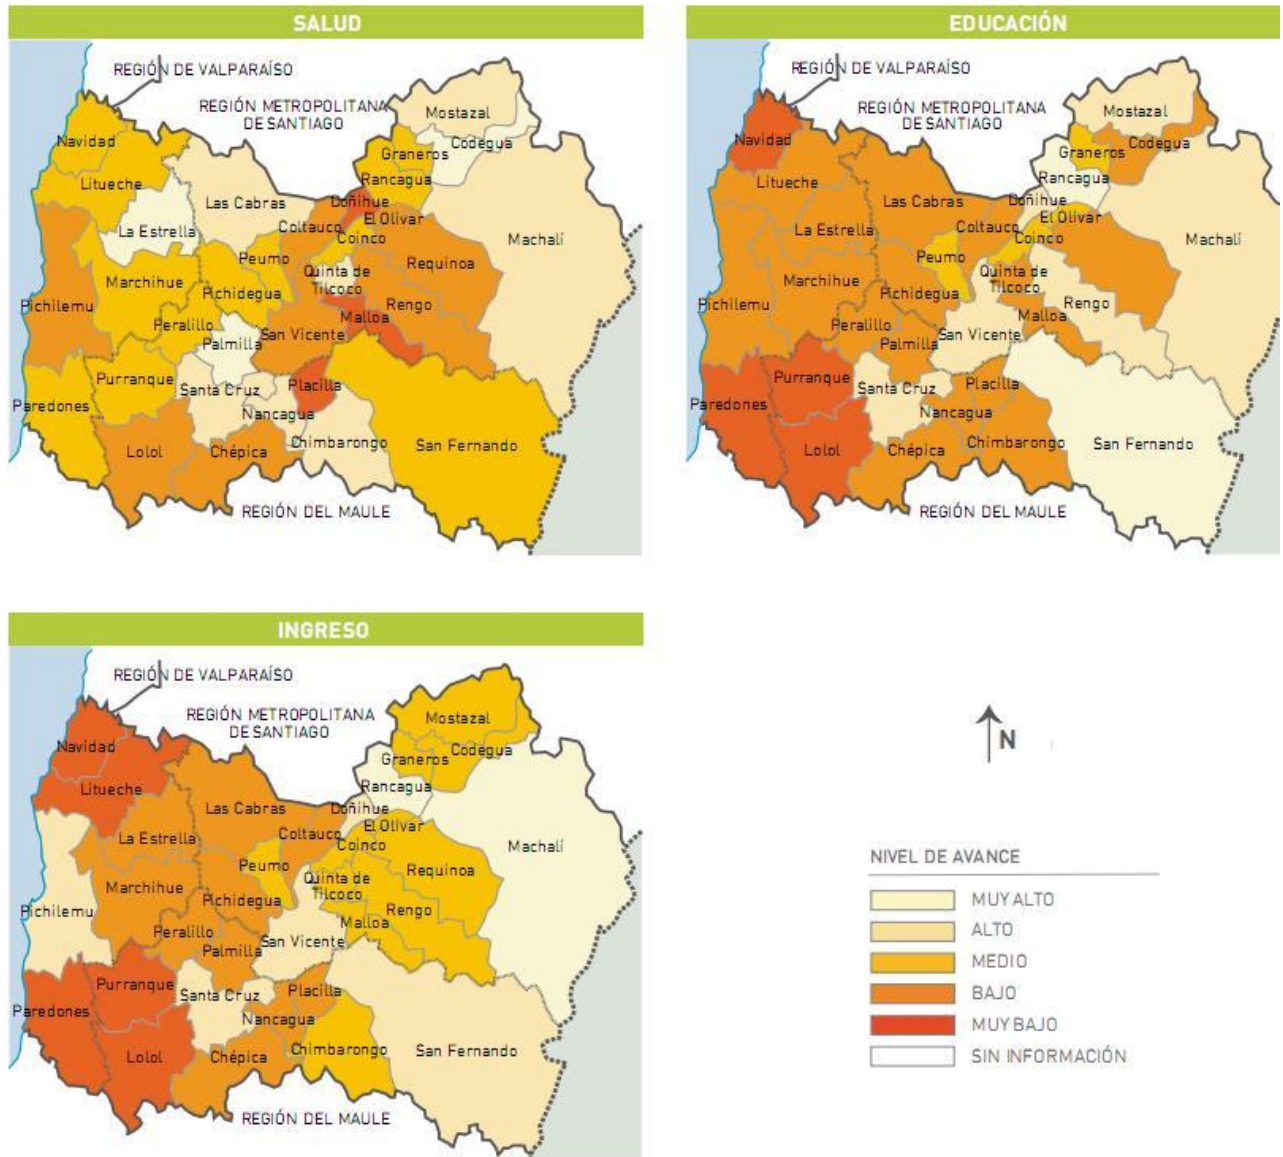 SALUD
REGIÓN DE VALPARAÍSO
REGIÓN METROPOLITANA
DE SANTIAGO
Mostazal
Codegua
Graneros
Rancagua
Navidad
Litueche
La Estrella
Las Cabras
Doñihue
El Olivar
Coltauco
Coinco
Machalí
Marchihue
Peumo
Requinoa
Quinta de
Tilcoco
Pichidegua
Rengo
Pichilemu
Malloa
Peralillo
San Vicente
Palmilla
Purranque
Santa Cruz
Placilla
Paredones
Nancagua
Chimbarongo
San Fernando
Lolol
Chépica
REGIÓN DEL MAULE
EDUCACIÓN
REGIÓN DE VALPARAÍSO
REGIÓN METROPOLITANA
DE SANTIAGO
Mostazal
Codegua
Graneros
Rancagua
Navidad
Litueche
La Estrella
Las Cabras
Doñihue
El Olivar
Coltauco
Coinco
Machalí
Marchihue
Peumo
Quinta de
Tilcoco
Pichidegua
Rengo
Pichilemu
Malloa
Peralillo
San Vicente
Palmilla
Purranque
Santa Cruz
Placilla
Paredones
Nancagua
Chimbarongo
San Fernando
Lolol
Chépica
REGIÓN DEL MAULE
INGRESO
REGIÓN DE VALPARAÍSO
REGIÓN METROPOLITANA
DE SANTIAGO
Mostazal
Codegua
Graneros
Rancagua
Navidad
Litueche
La Estrella
Las Cabras
Doñihue
El Olivar
Coltauco
Coinco
Machalí
Marchihue
Peumo
Requinoa
Quinta de
Tilcoco
Pichidegua
Rengo
Pichilemu
Malloa
Peralillo
San Vicente
Palmilla
Purranque
Santa Cruz
Placilla
Paredones
Nancagua
Chimbarongo
San Fernando
Lolol
Chépica
REGIÓN DEL MAULE
N
NIVEL DE AVANCE
MUY ALTO
ALTO
MEDIO
BAJO
MUY BAJO
SIN INFORMACIÓN